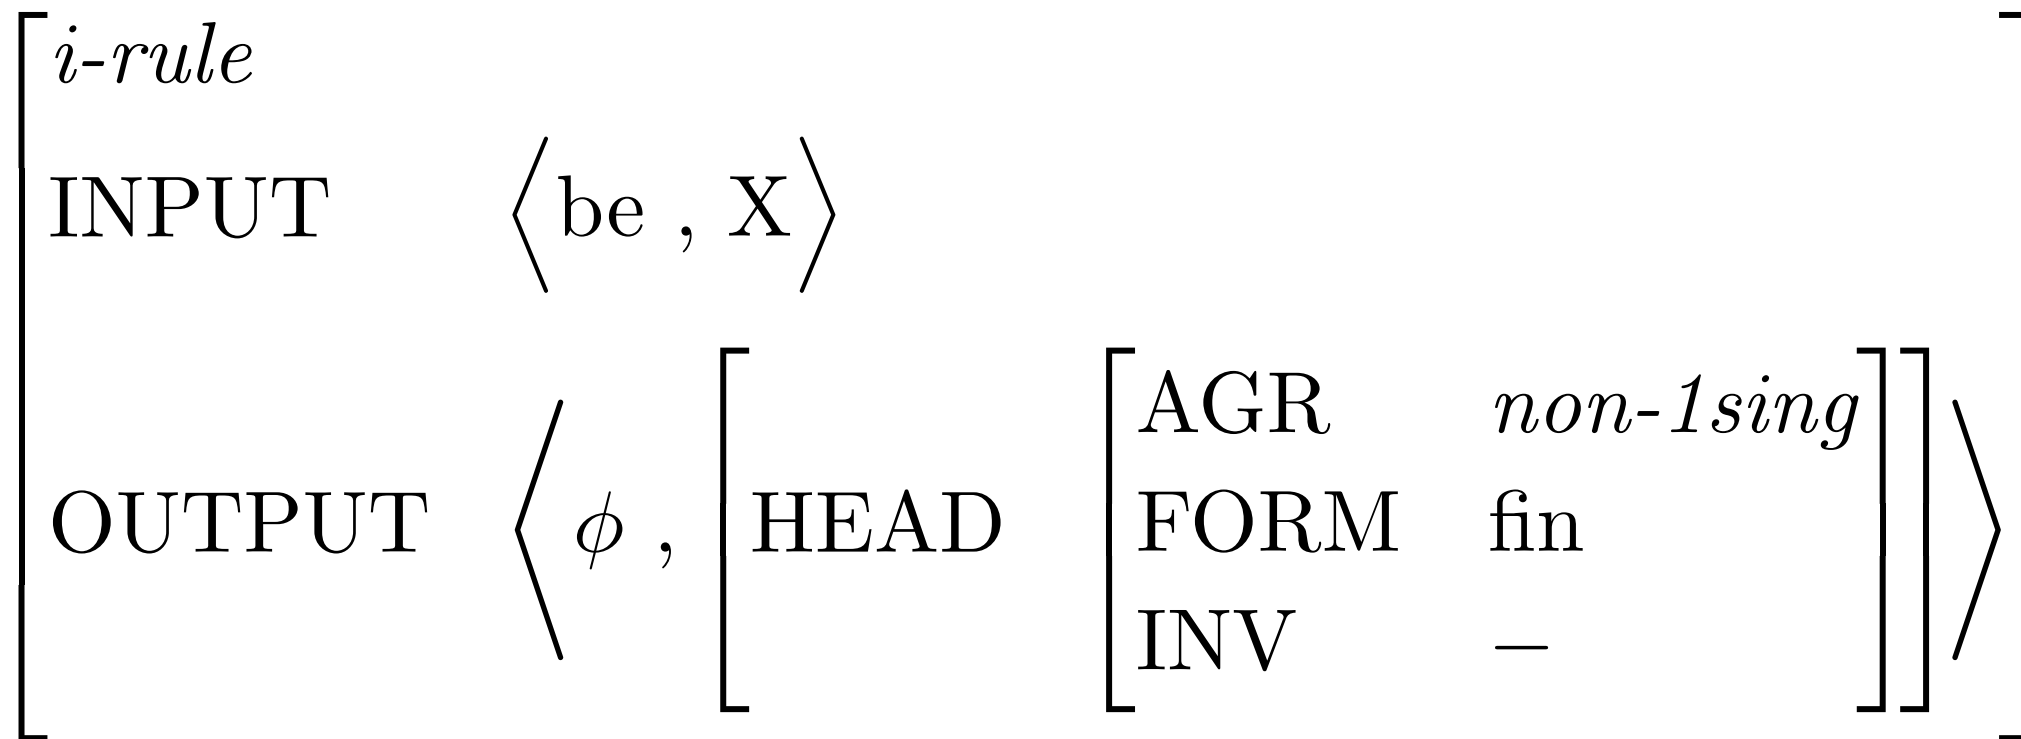 i-rule
INPUT ⟨be , X⟩
AGR non-1sing
OUTPUT ⟨ϕ , [HEAD [FORM fin]]⟩
INV −